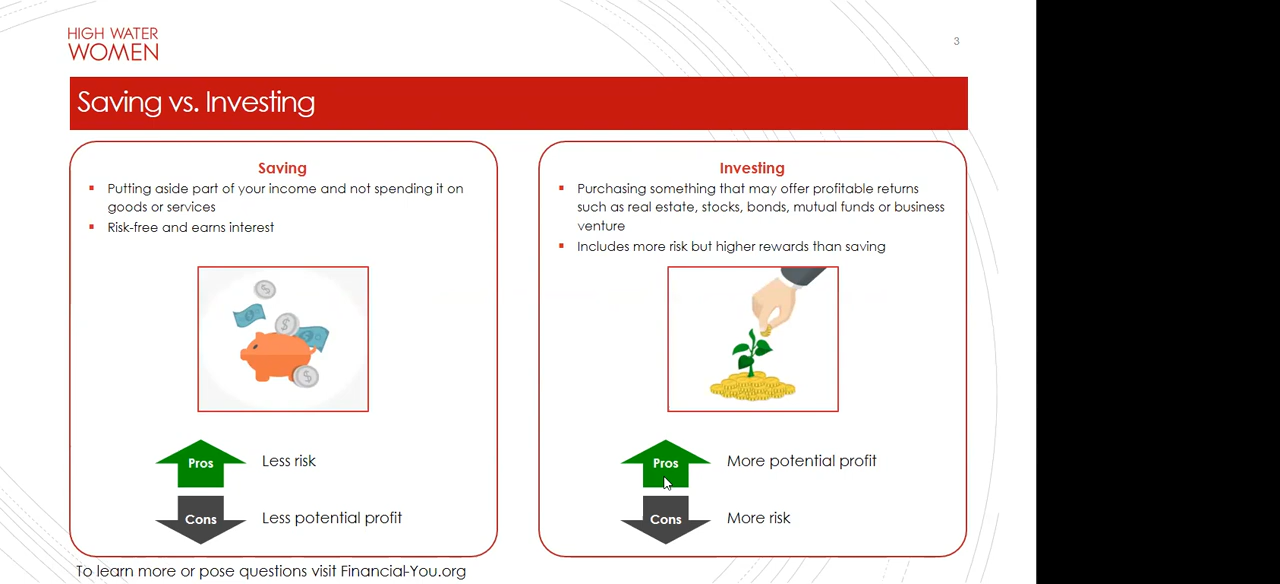 HIGH WATER
WOMEN
3
Saving vs. Investing
Saving
▪ Putting aside part of your income and not spending it on
goods or services
▪ Risk-free and earns interest
$
$
$
Pros
Less risk
Cons
Less potential profit
Investing
▪ Purchasing something that may offer profitable returns
such as real estate, stocks, bonds, mutual funds or business
venture
▪ Includes more risk but higher rewards than saving
Pros
More potential profit
Cons
More risk
To learn more or pose questions visit Financial-You.org